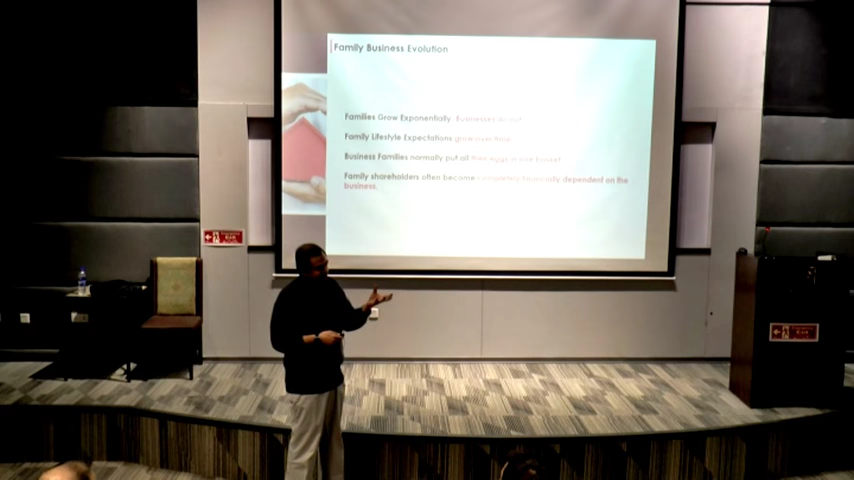 Family Business Evolution
Families Grow Exponentially. Businesses do not
Family Lifestyle Expectations grow over time
Business Families normally put all their eggs in one basket
Family shareholders often become completely financially dependent on the
business.